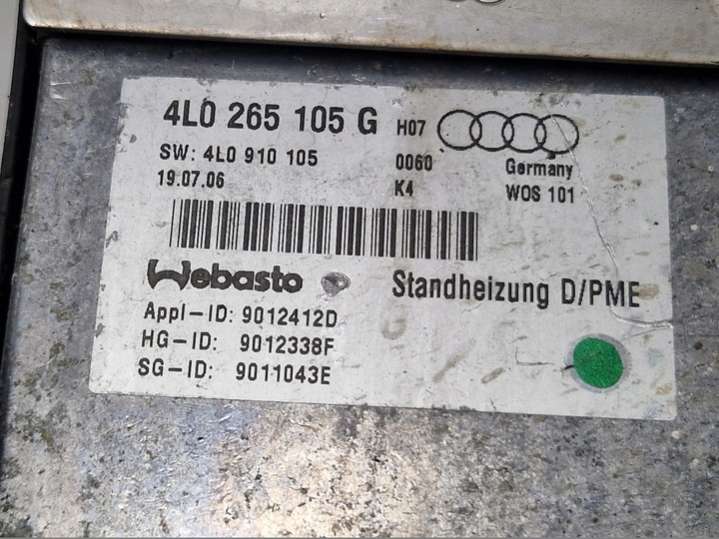 4L0 265 105 G H07
SW: 4L0 910 105 0060 Germany
19.07.06 K4 WOS 101
Webasto Standheizung D/PME
Appl-ID: 9012412D
HG-ID: 9012338F
SG-ID: 9011043E